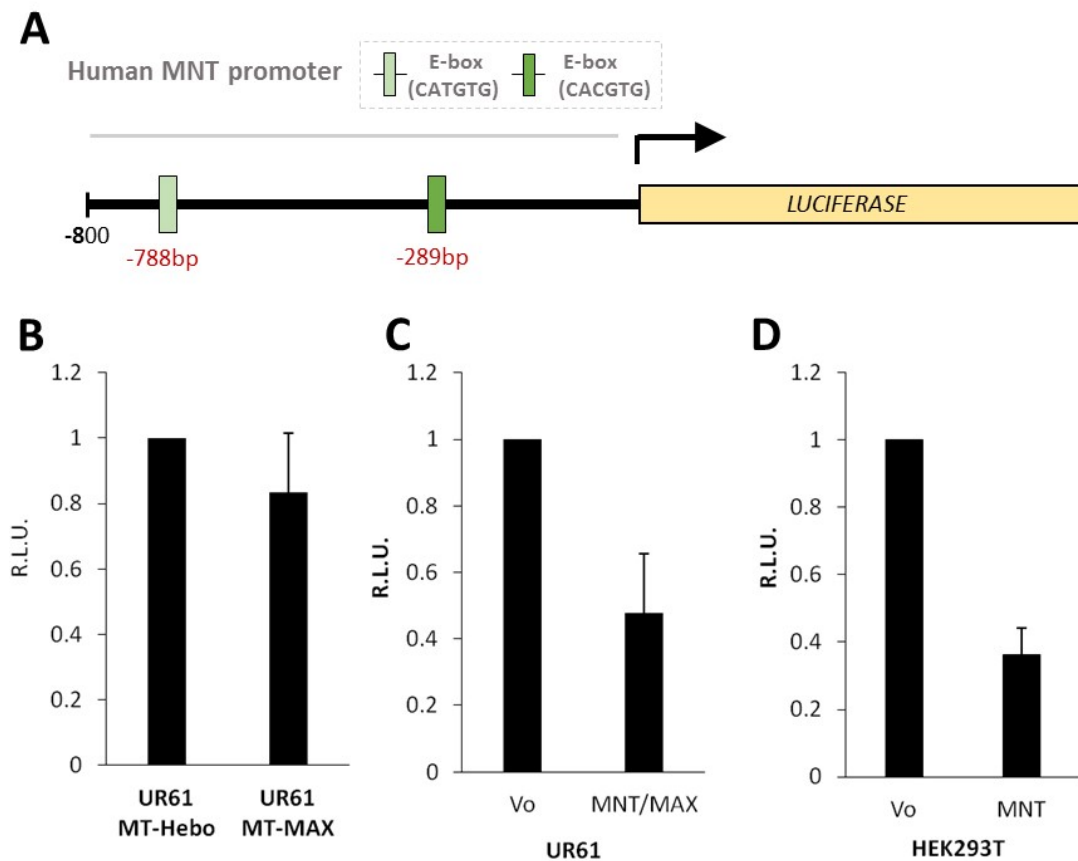 A
Human MNT promoter
E-box
(CATGTG)
E-box
(CACGTG)
LUCIFERASE
-800
-788bp
-289bp
B
C
D
1.2
1
0.8
0.6
0.4
0.2
0
R.L.U.
UR61
MT-Hebo
UR61
MT-MAX
1.2
1
0.8
0.6
0.4
0.2
0
R.L.U.
Vo
MNT/MAX
UR61
1.2
1
0.8
0.6
0.4
0.2
0
R.L.U.
Vo
MNT
HEK293T